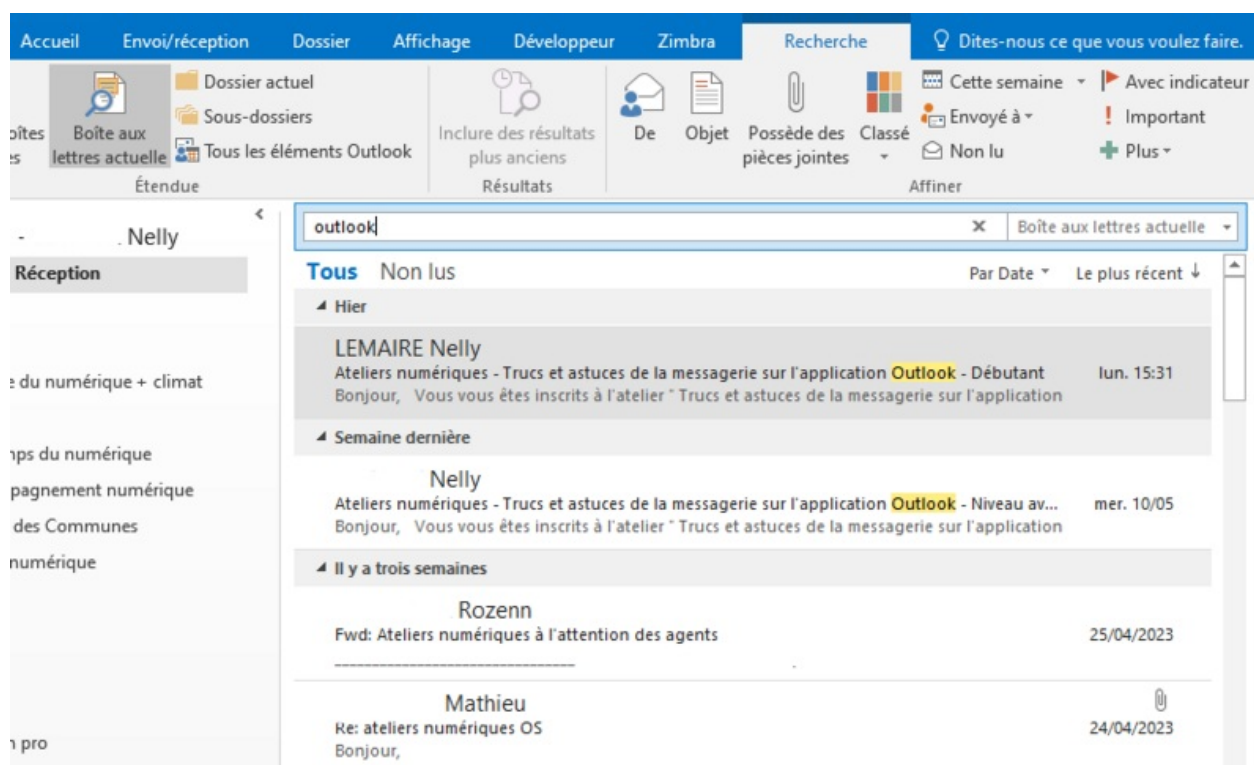 Accueil Envoi/réception Dossier Affichage Développeur Zimbra Recherche Dites-nous ce que vous voulez faire.
Boîte aux lettres actuelle
Dossier actuel
Sous-dossiers
Tous les éléments Outlook
Étendue
Inclure des résultats plus anciens
Résultats
De
Objet
Possède des pièces jointes
Classé
Cette semaine
Envoyé à
Non lu
Avec indicateur
Important
Plus
Affiner
- . Nelly
Réception
du numérique + climat
du numérique
numérique
des Communes
numérique
pro
outlook Boîte aux lettres actuelle
Tous Non lus Par Date Le plus récent
Hier
LEMAIRE Nelly
Ateliers numériques - Trucs et astuces de la messagerie sur l'application Outlook - Débutant lun. 15:31
Bonjour, Vous vous êtes inscrits à l'atelier " Trucs et astuces de la messagerie sur l'application
Semaine dernière
Nelly
Ateliers numériques - Trucs et astuces de la messagerie sur l'application Outlook - Niveau av... mer. 10/05
Bonjour, Vous vous êtes inscrits à l'atelier " Trucs et astuces de la messagerie sur l'application
Il y a trois semaines
Rozenn
Fwd: Ateliers numériques à l'attention des agents 25/04/2023
Mathieu
Re: ateliers numériques OS 24/04/2023
Bonjour,